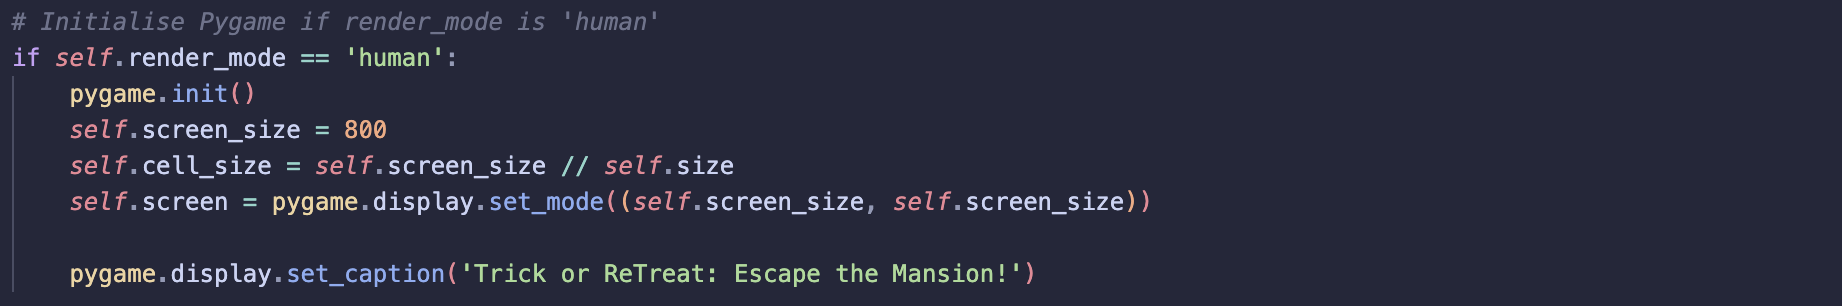 # Initialise Pygame if render_mode is 'human'
if self.render_mode == 'human':
    pygame.init()
    self.screen_size = 800
    self.cell_size = self.screen_size // self.size
    self.screen = pygame.display.set_mode((self.screen_size, self.screen_size))
    pygame.display.set_caption('Trick or ReTreat: Escape the Mansion!')